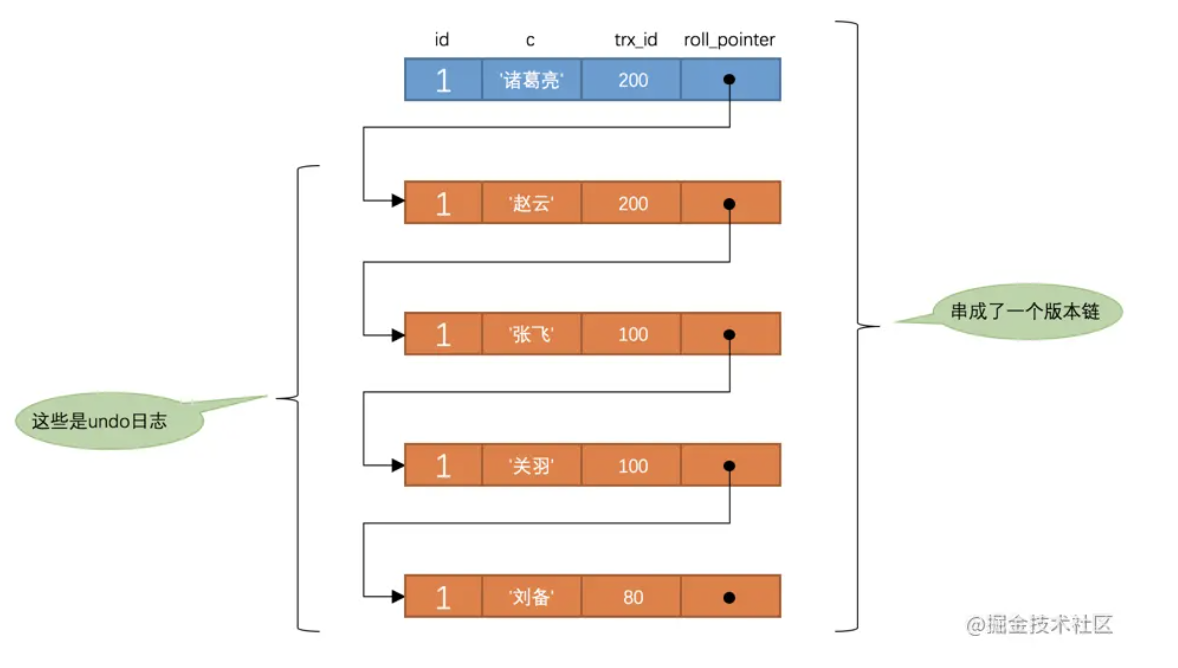 id c trx_id roll_pointer
1 '诸葛亮' 200
1 '赵云' 200
1 '张飞' 100
串成了一个版本链
这些是undo日志
1 '关羽' 100
1 '刘备' 80
@掘金技术社区